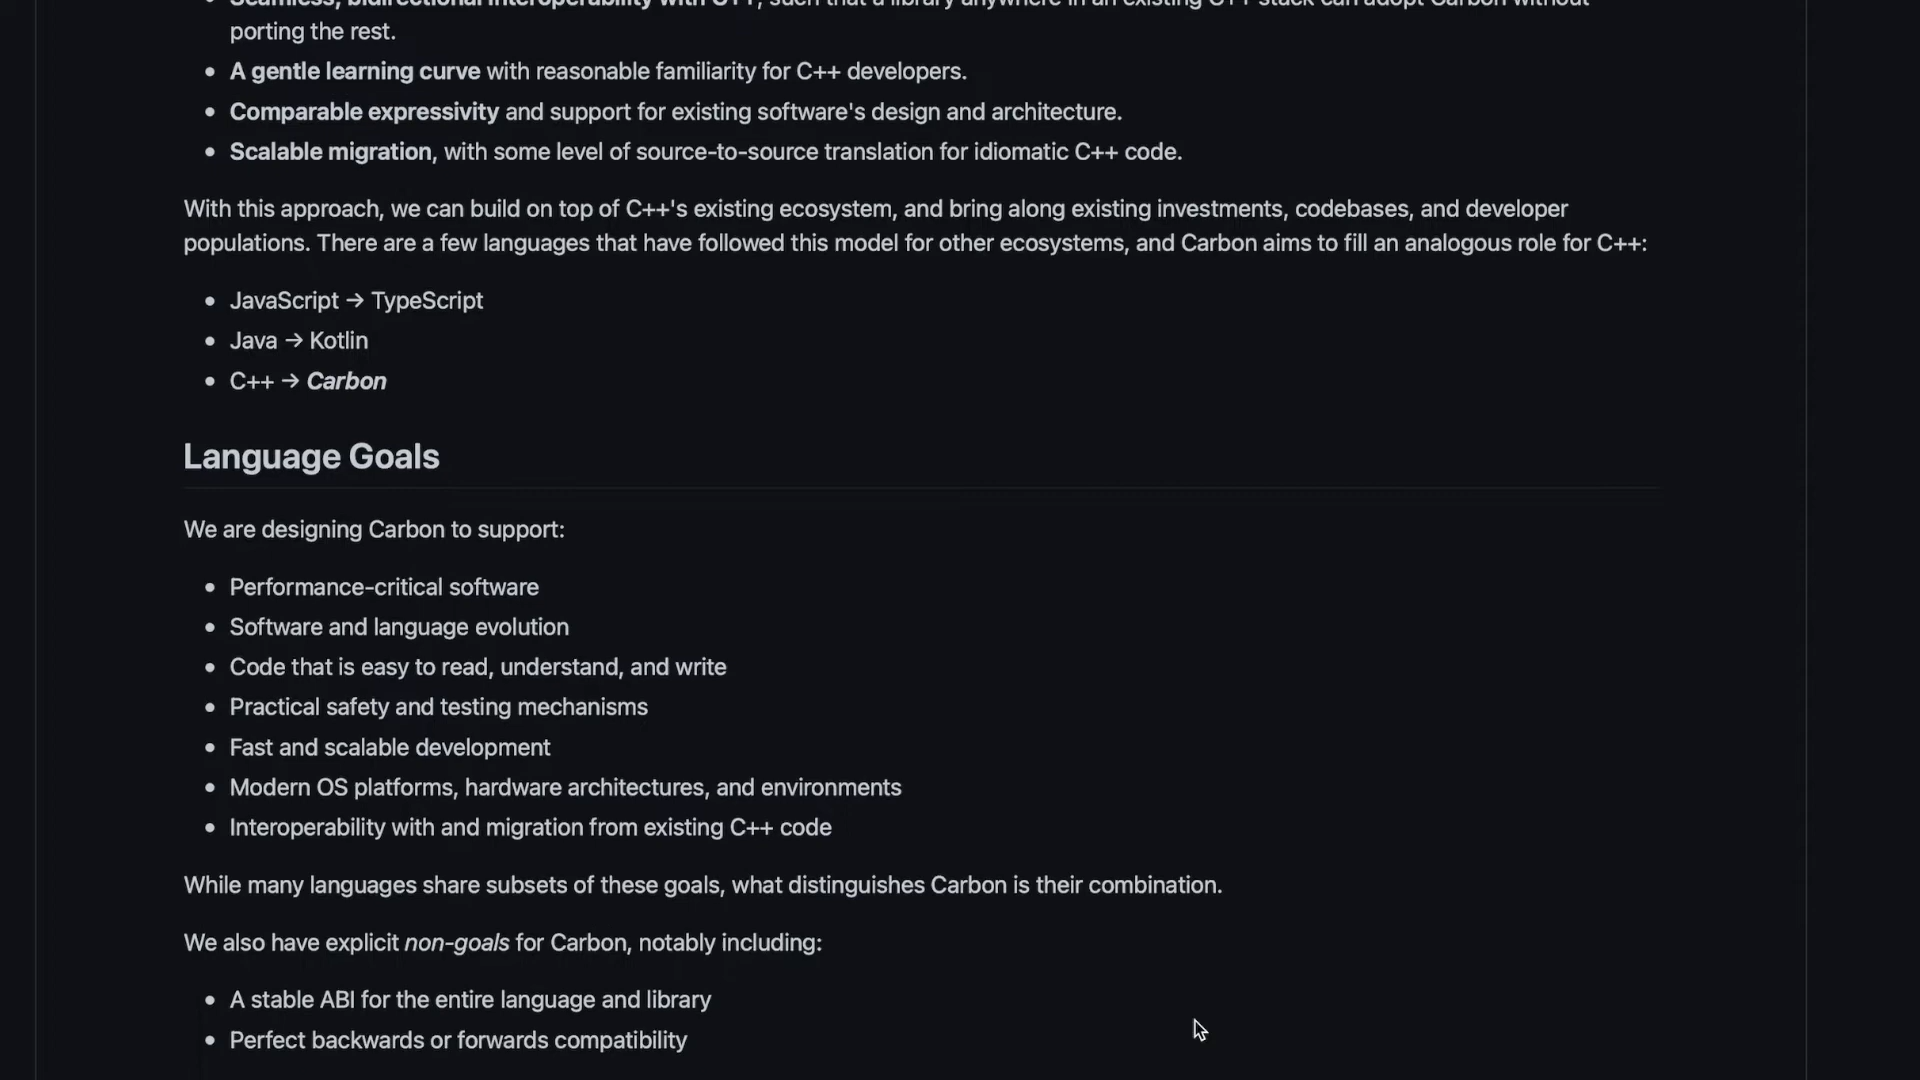 Seamless, bidirectional interoperability with C++, such that a library anywhere in an existing C++ stack can adopt Carbon without
porting the rest.
A gentle learning curve with reasonable familiarity for C++ developers.
Comparable expressivity and support for existing software's design and architecture.
Scalable migration, with some level of source-to-source translation for idiomatic C++ code.
With this approach, we can build on top of C++'s existing ecosystem, and bring along existing investments, codebases, and developer
populations. There are a few languages that have followed this model for other ecosystems, and Carbon aims to fill an analogous role for C++:
JavaScript → TypeScript
Java → Kotlin
C++ → Carbon
Language Goals
We are designing Carbon to support:
Performance-critical software
Software and language evolution
Code that is easy to read, understand, and write
Practical safety and testing mechanisms
Fast and scalable development
Modern OS platforms, hardware architectures, and environments
Interoperability with and migration from existing C++ code
While many languages share subsets of these goals, what distinguishes Carbon is their combination.
We also have explicit non-goals for Carbon, notably including:
A stable ABI for the entire language and library
Perfect backwards or forwards compatibility